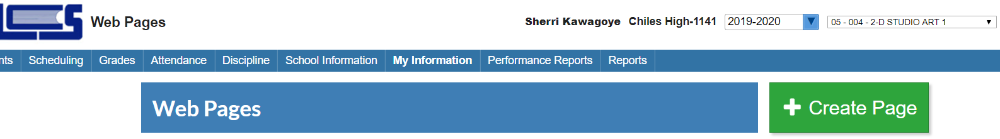 LCS Web Pages Sherri Kawagoye Chiles High-1141 2019-2020 05 - 004 - 2-D STUDIO ART 1
nts Scheduling Grades Attendance Discipline School Information My Information Performance Reports Reports
Web Pages + Create Page